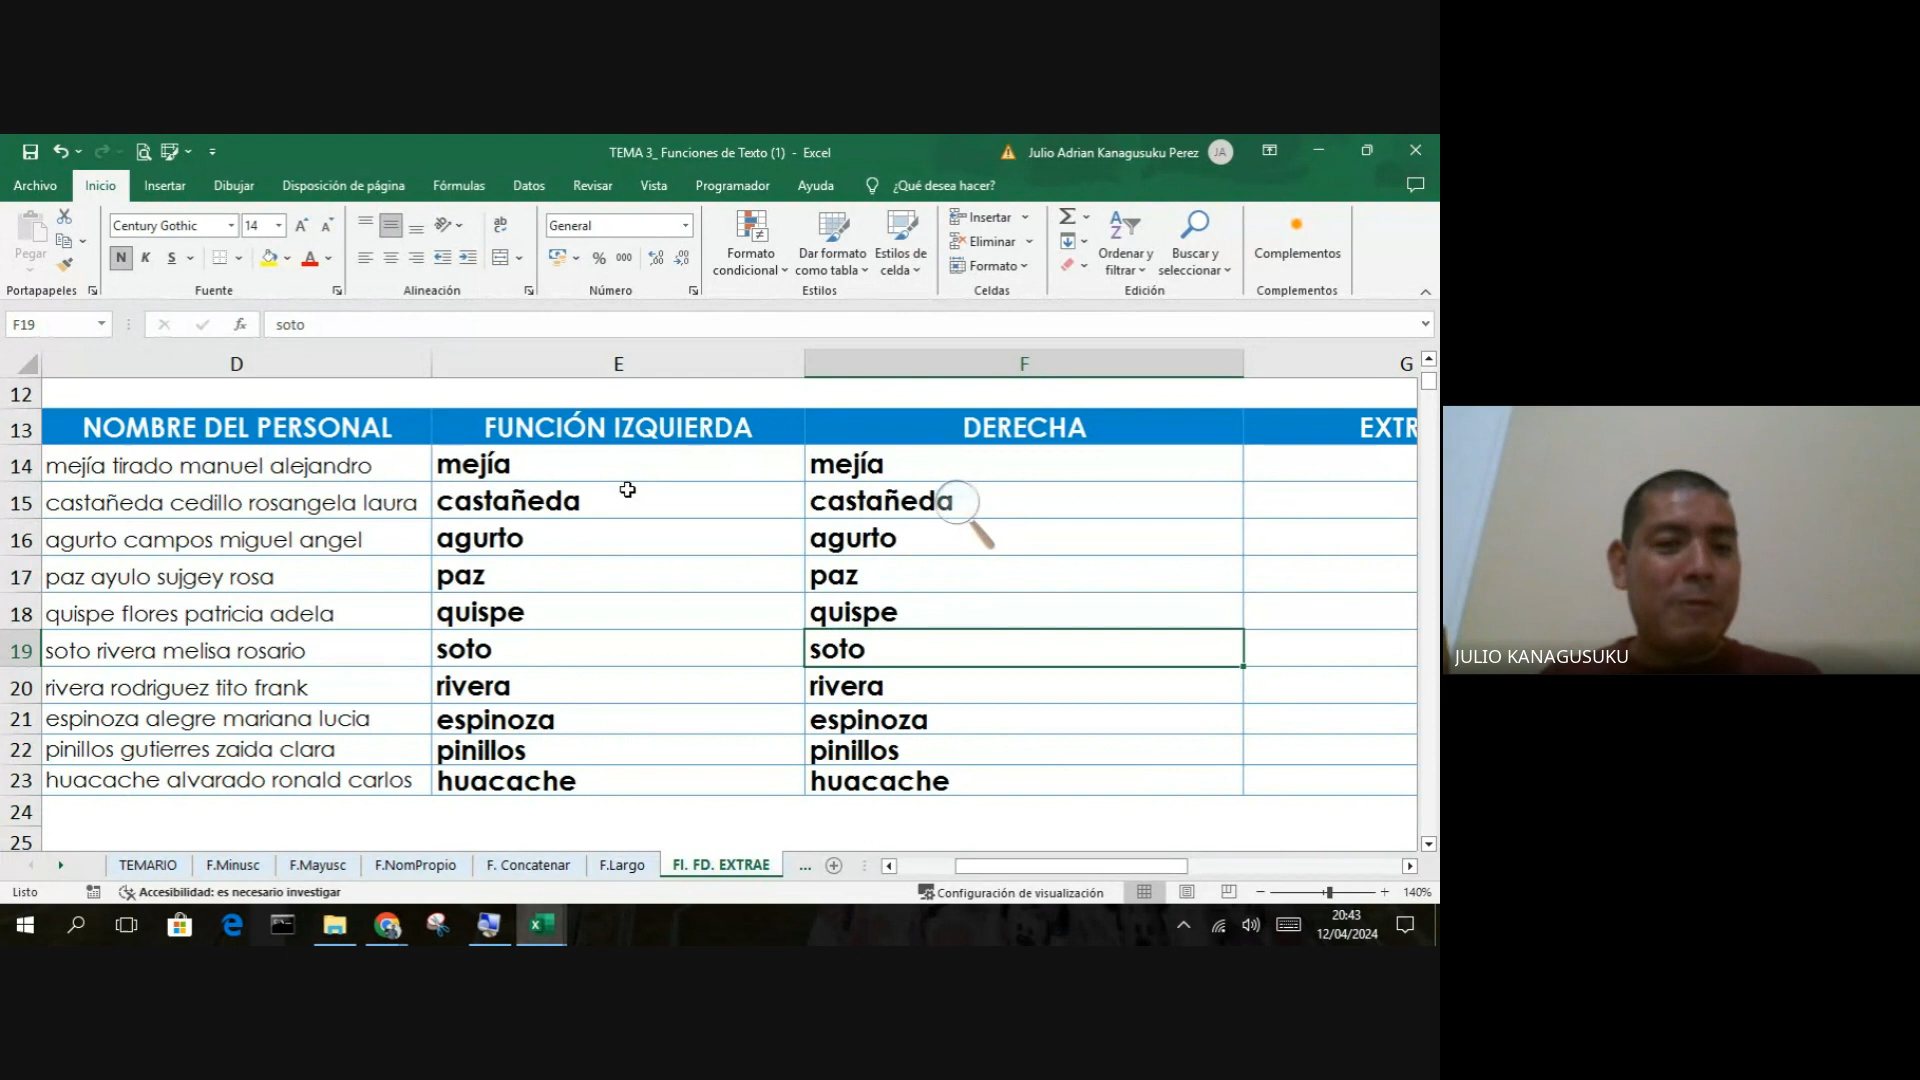 TEMA 3_ Funciones de Texto (1) - Excel
Julio Adrian Kanagusuku Perez JA
Archivo Inicio Insertar Dibujar Disposición de página Fórmulas Datos Revisar Vista Programador Ayuda ¿Qué desea hacer?
Pegar
Century Gothic 14
N K S
ab
General
% 000
Formato condicional
Dar formato como tabla
Estilos de celda
Insertar
Eliminar
Formato
Ordenar y filtrar
Buscar y seleccionar
Complementos
Portapapeles Fuente Alineación Número Estilos Celdas Edición Complementos
F19 fx soto
D E F G
12
13 NOMBRE DEL PERSONAL FUNCIÓN IZQUIERDA DERECHA EXTR
14 mejía tirado manuel alejandro mejía mejía
15 castañeda cedillo rosangela laura castañeda castañeda
16 agurto campos miguel angel agurto agurto
17 paz ayulo sujgey rosa paz paz
18 quispe flores patricia adela quispe quispe
19 soto rivera melisa rosario soto soto
20 rivera rodriguez tito frank rivera rivera
21 espinoza alegre mariana lucia espinoza espinoza
22 pinillos gutierres zaida clara pinillos pinillos
23 huacache alvarado ronald carlos huacache huacache
24
25
TEMARIO F.Minusc F.Mayusc F.NomPropio F. Concatenar F.Largo FI. FD. EXTRAE ...
Listo Accesibilidad: es necesario investigar Configuración de visualización 140%
20:43
12/04/2024
JULIO KANAGUSUKU